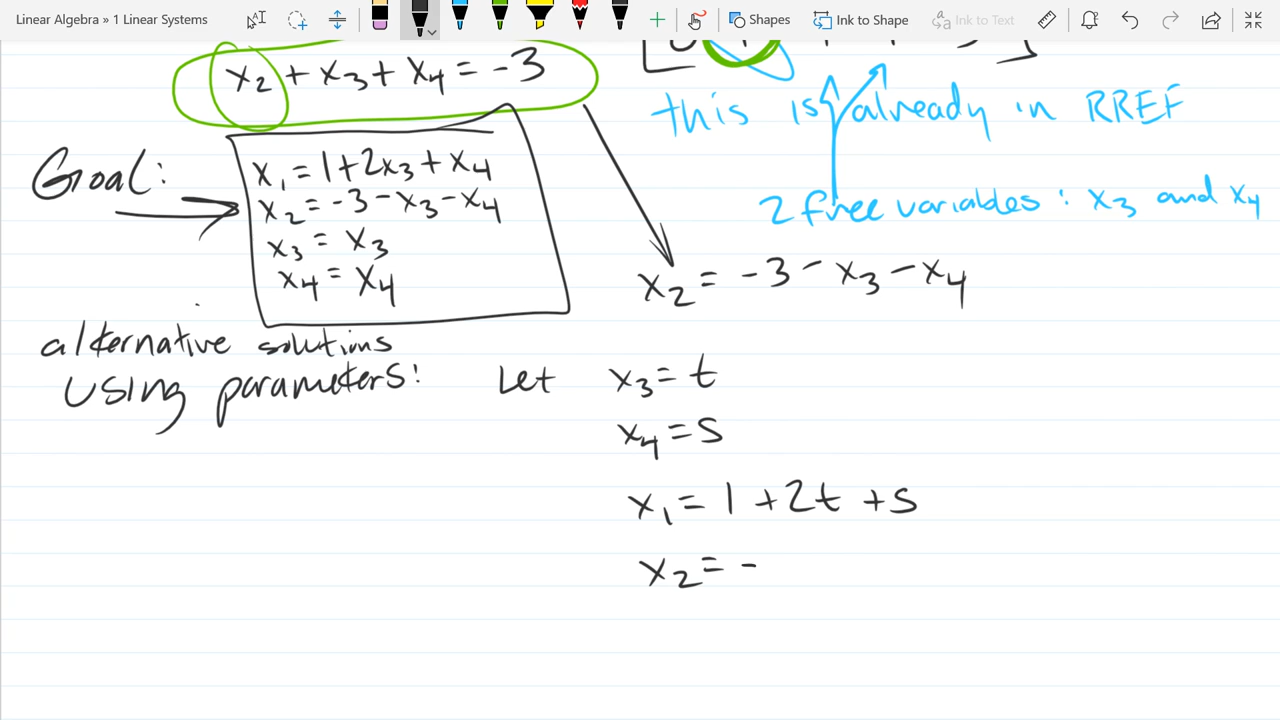 Linear Algebra » 1 Linear Systems
Shapes
Ink to Shape
Ink to Text
x₂ + x₃ + x₄ = -3
this is already in RREF
2 free variables: x₃ and x₄
Goal:
x₁ = 1 + 2x₃ + x₄
x₂ = -3 - x₃ - x₄
x₃ = x₃
x₄ = x₄
x₂ = -3 - x₃ - x₄
alternative solutions
using parameters:
Let x₃ = t
x₄ = s
x₁ = 1 + 2t + s
x₂ = -